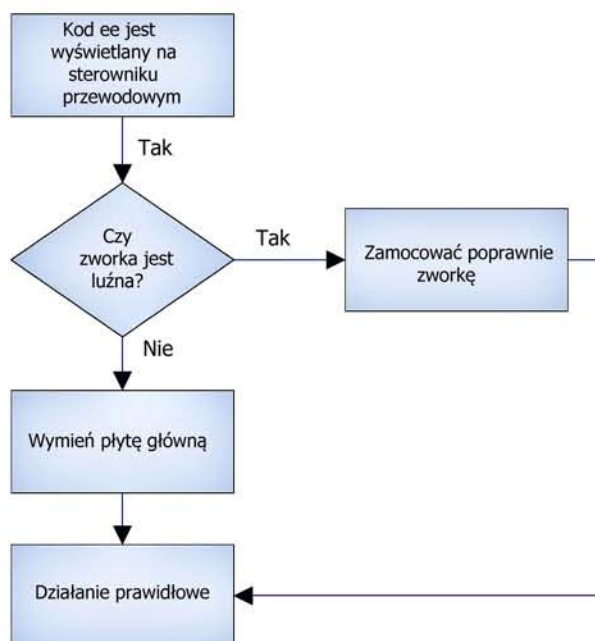 Kod ee jest
wyświetlany na
sterowniku
przewodowym
Tak
Czy
zworka jest
luźna?
Tak
Zamocować poprawnie
zworkę
Nie
Wymień płytę główną
Działanie prawidłowe